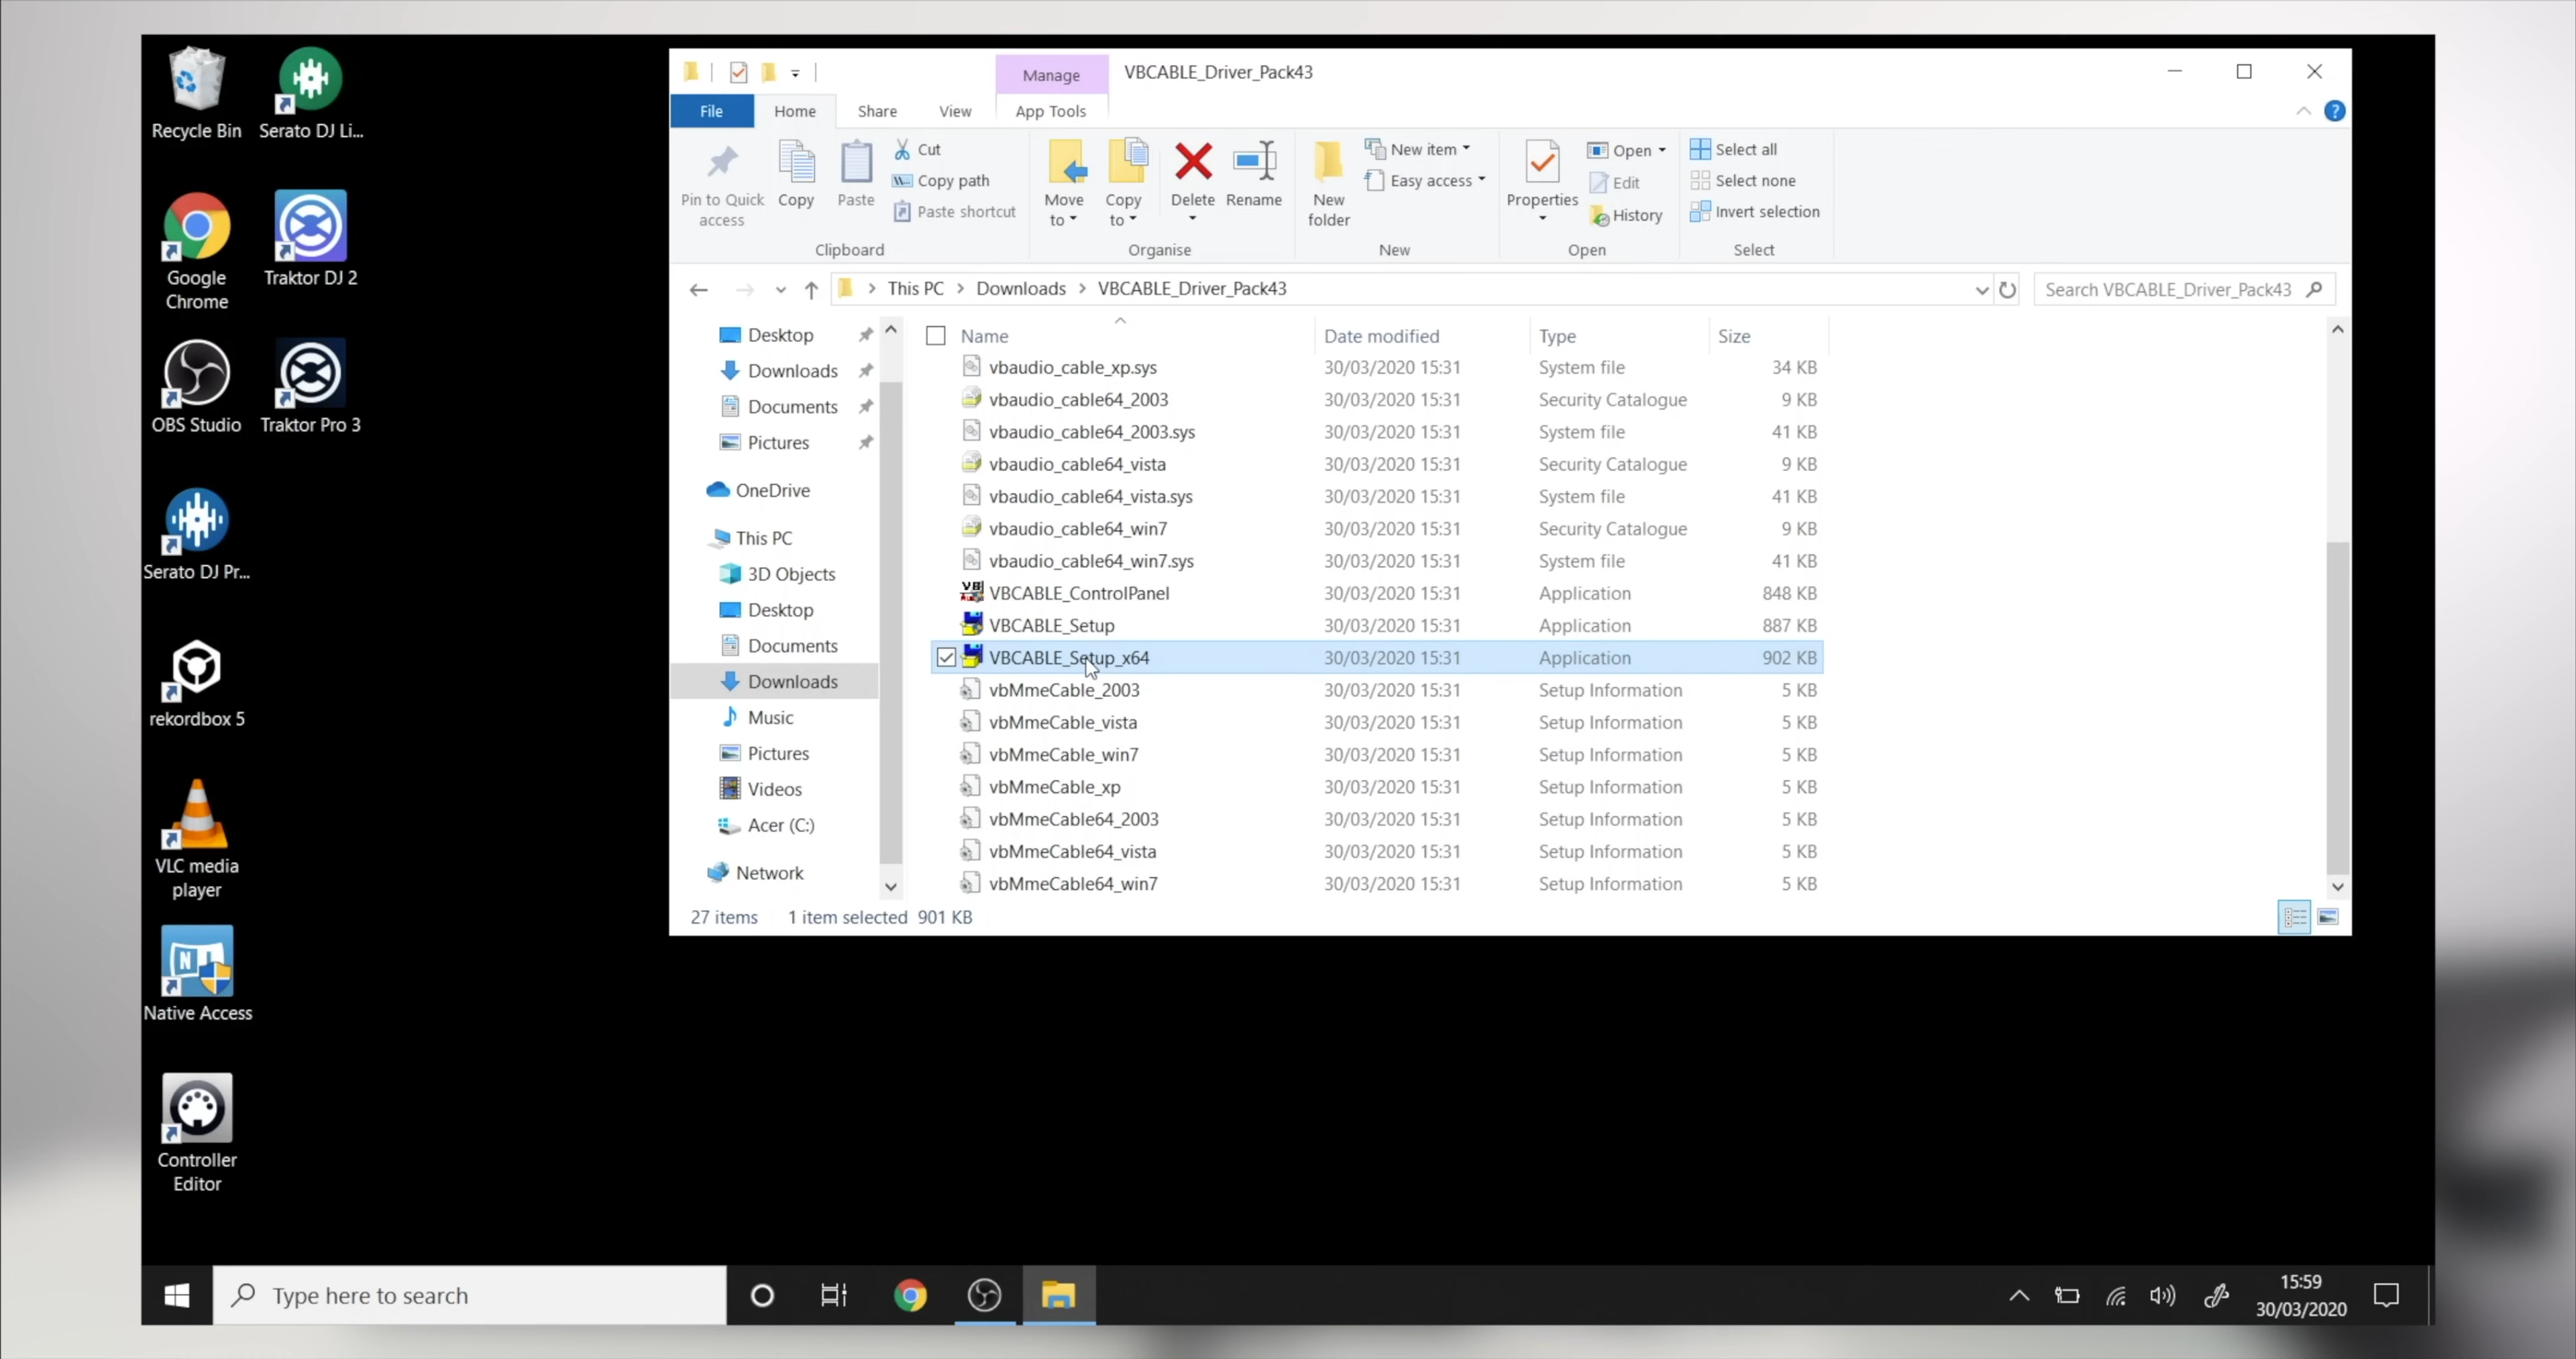 Recycle Bin
Serato DJ Li...
Google
Chrome
Traktor DJ 2
OBS Studio
Traktor Pro 3
Serato DJ Pr...
rekordbox 5
VLC media
player
Native Access
Controller
Editor
Manage
VBCABLE_Driver_Pack43
File
Home
Share
View
App Tools
Pin to Quick
access
Copy
Paste
Cut
Copy path
Paste shortcut
Clipboard
Move
to
Copy
to
Delete
Rename
Organise
New
folder
New item
Easy access
New
Properties
Open
Edit
History
Open
Select all
Select none
Invert selection
Select
This PC > Downloads > VBCABLE_Driver_Pack43
Search VBCABLE_Driver_Pack43
Desktop
Downloads
Documents
Pictures
OneDrive
This PC
3D Objects
Desktop
Documents
Downloads
Music
Pictures
Videos
Acer (C:)
Network
Name Date modified Type Size
vbaudio_cable_xp.sys 30/03/2020 15:31 System file 34 KB
vbaudio_cable64_2003 30/03/2020 15:31 Security Catalogue 9 KB
vbaudio_cable64_2003.sys 30/03/2020 15:31 System file 41 KB
vbaudio_cable64_vista 30/03/2020 15:31 Security Catalogue 9 KB
vbaudio_cable64_vista.sys 30/03/2020 15:31 System file 41 KB
vbaudio_cable64_win7 30/03/2020 15:31 Security Catalogue 9 KB
vbaudio_cable64_win7.sys 30/03/2020 15:31 System file 41 KB
VBCABLE_ControlPanel 30/03/2020 15:31 Application 848 KB
VBCABLE_Setup 30/03/2020 15:31 Application 887 KB
VBCABLE_Setup_x64 30/03/2020 15:31 Application 902 KB
vbMmeCable_2003 30/03/2020 15:31 Setup Information 5 KB
vbMmeCable_vista 30/03/2020 15:31 Setup Information 5 KB
vbMmeCable_win7 30/03/2020 15:31 Setup Information 5 KB
vbMmeCable_xp 30/03/2020 15:31 Setup Information 5 KB
vbMmeCable64_2003 30/03/2020 15:31 Setup Information 5 KB
vbMmeCable64_vista 30/03/2020 15:31 Setup Information 5 KB
vbMmeCable64_win7 30/03/2020 15:31 Setup Information 5 KB
27 items 1 item selected 901 KB
Type here to search
15:59
30/03/2020